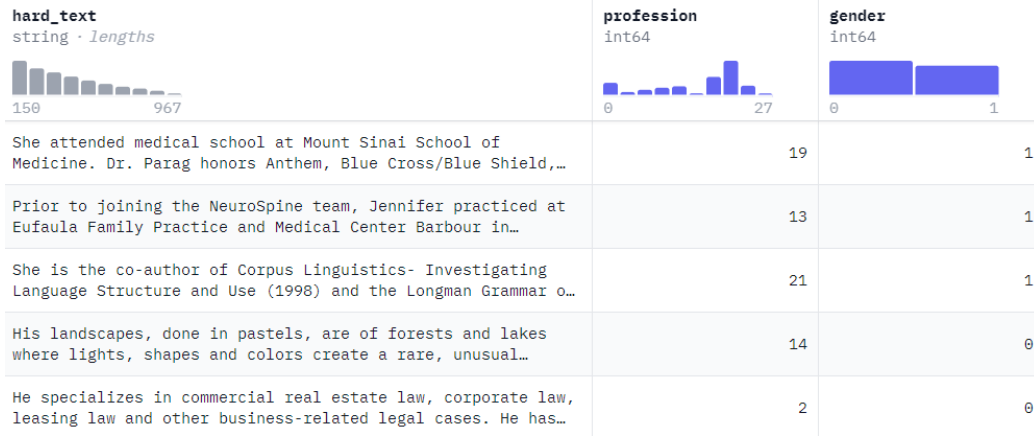 hard_text profession gender
string · lengths int64 int64
150 967 0 27 0 1
She attended medical school at Mount Sinai School of
Medicine. Dr. Parag honors Anthem, Blue Cross/Blue Shield,… 19 1
Prior to joining the NeuroSpine team, Jennifer practiced at
Eufaula Family Practice and Medical Center Barbour in… 13 1
She is the co-author of Corpus Linguistics- Investigating
Language Structure and Use (1998) and the Longman Grammar o… 21 1
His landscapes, done in pastels, are of forests and lakes
where lights, shapes and colors create a rare, unusual… 14 0
He specializes in commercial real estate law, corporate law,
leasing law and other business-related legal cases. He has… 2 0